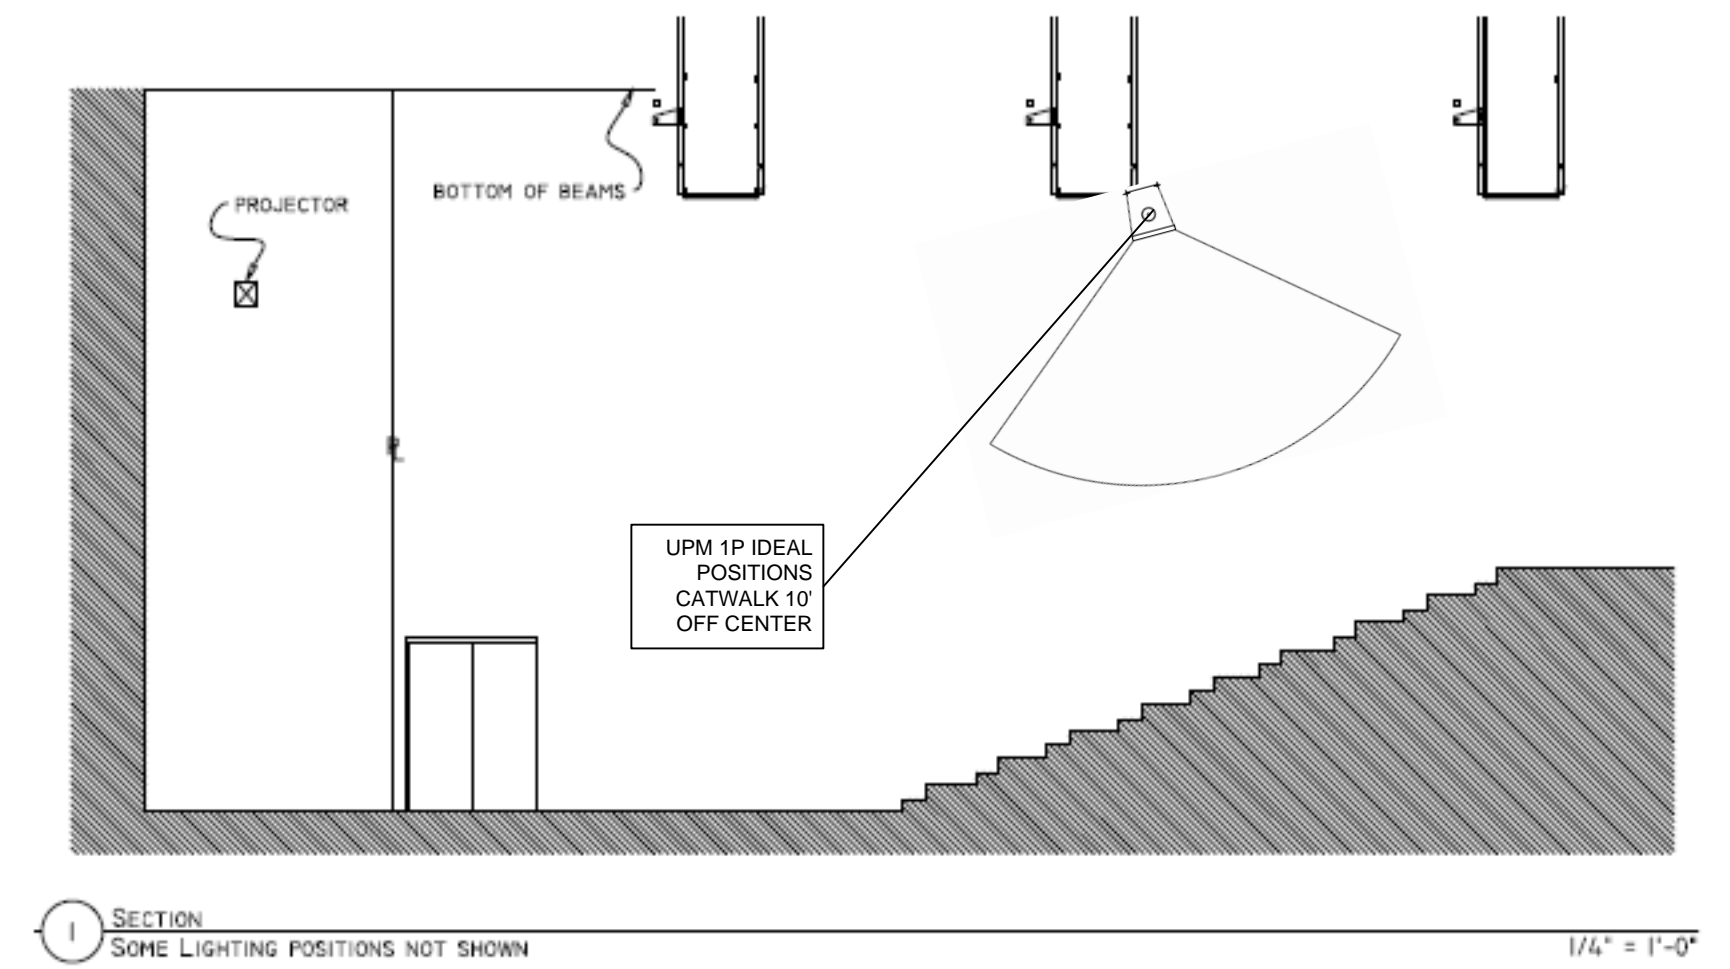 PROJECTOR
BOTTOM OF BEAMS
PL
UPM 1P IDEAL
POSITIONS
CATWALK 10'
OFF CENTER
1
SECTION
SOME LIGHTING POSITIONS NOT SHOWN
1/4" = 1'-0"